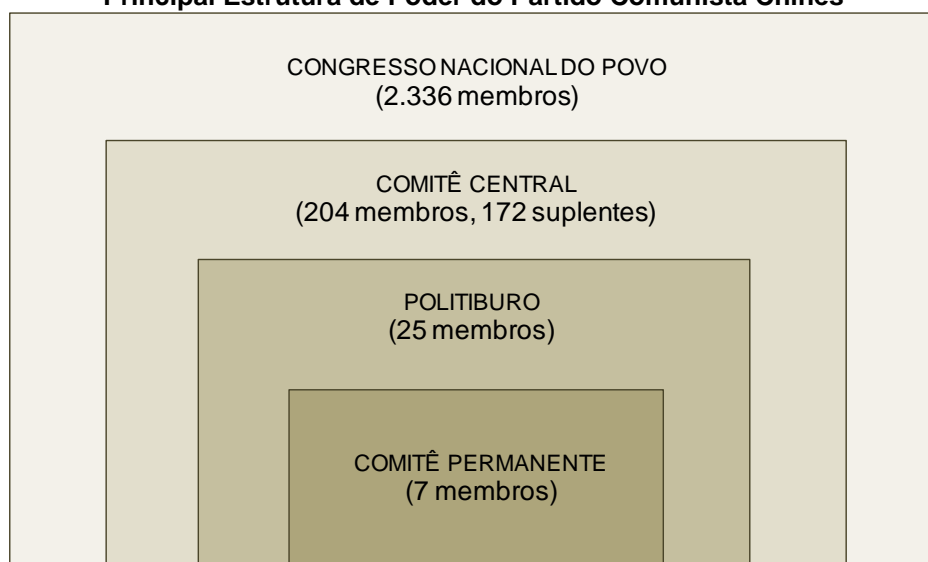 Principal Estrutura de Poder do Partido Comunista Chinês
CONGRESSO NACIONAL DO POVO
(2.336 membros)
COMITÊ CENTRAL
(204 membros, 172 suplentes)
POLITIBURO
(25 membros)
COMITÊ PERMANENTE
(7 membros)